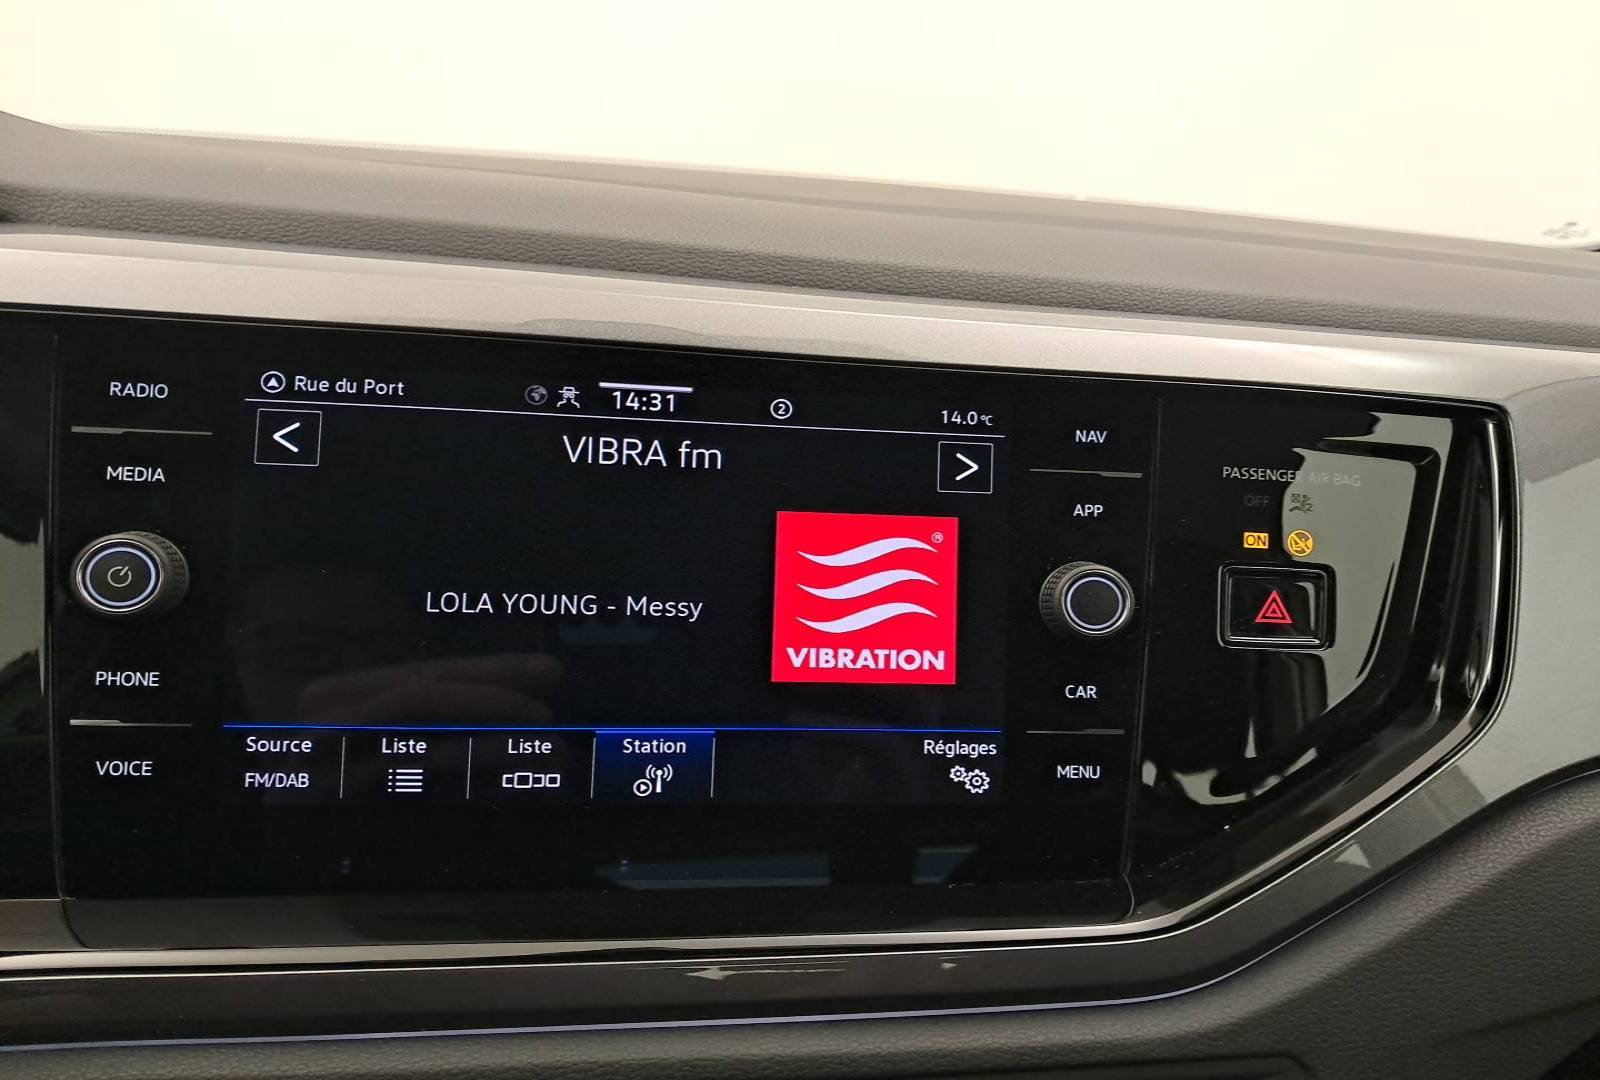 RADIO
MEDIA
PHONE
VOICE
Rue du Port
14:31
2
14.0°C
VIBRA fm
LOLA YOUNG - Messy
®
VIBRATION
Source
FM/DAB
Liste
Liste
Station
Réglages
NAV
APP
CAR
MENU
PASSENGER AIR BAG
OFF
ON